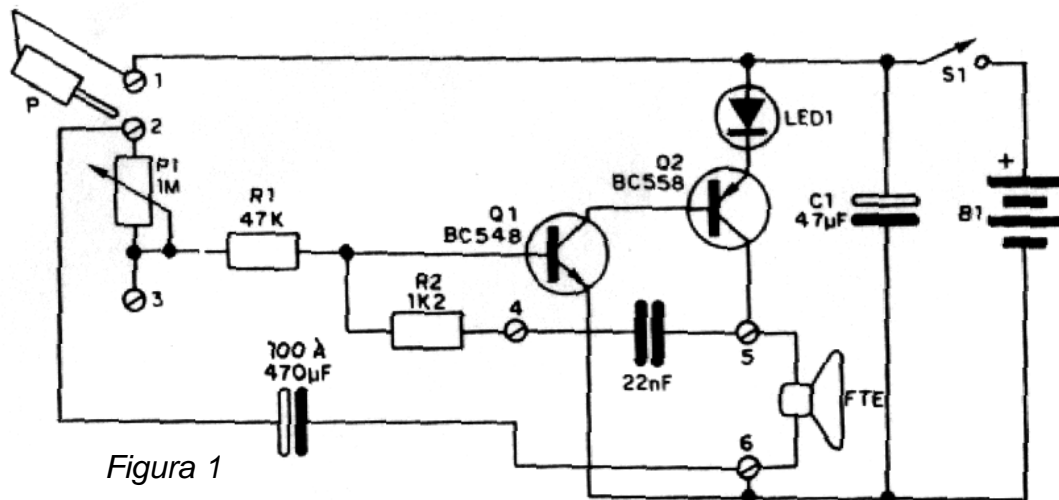 1
P
2
P1
1M
3
R1
47K
R2
1K2
4
Q1
BC548
Q2
BC558
LED1
S1
+
C1
47µF
B1
22nF
5
FTE
6
100 À
470µF
Figura 1